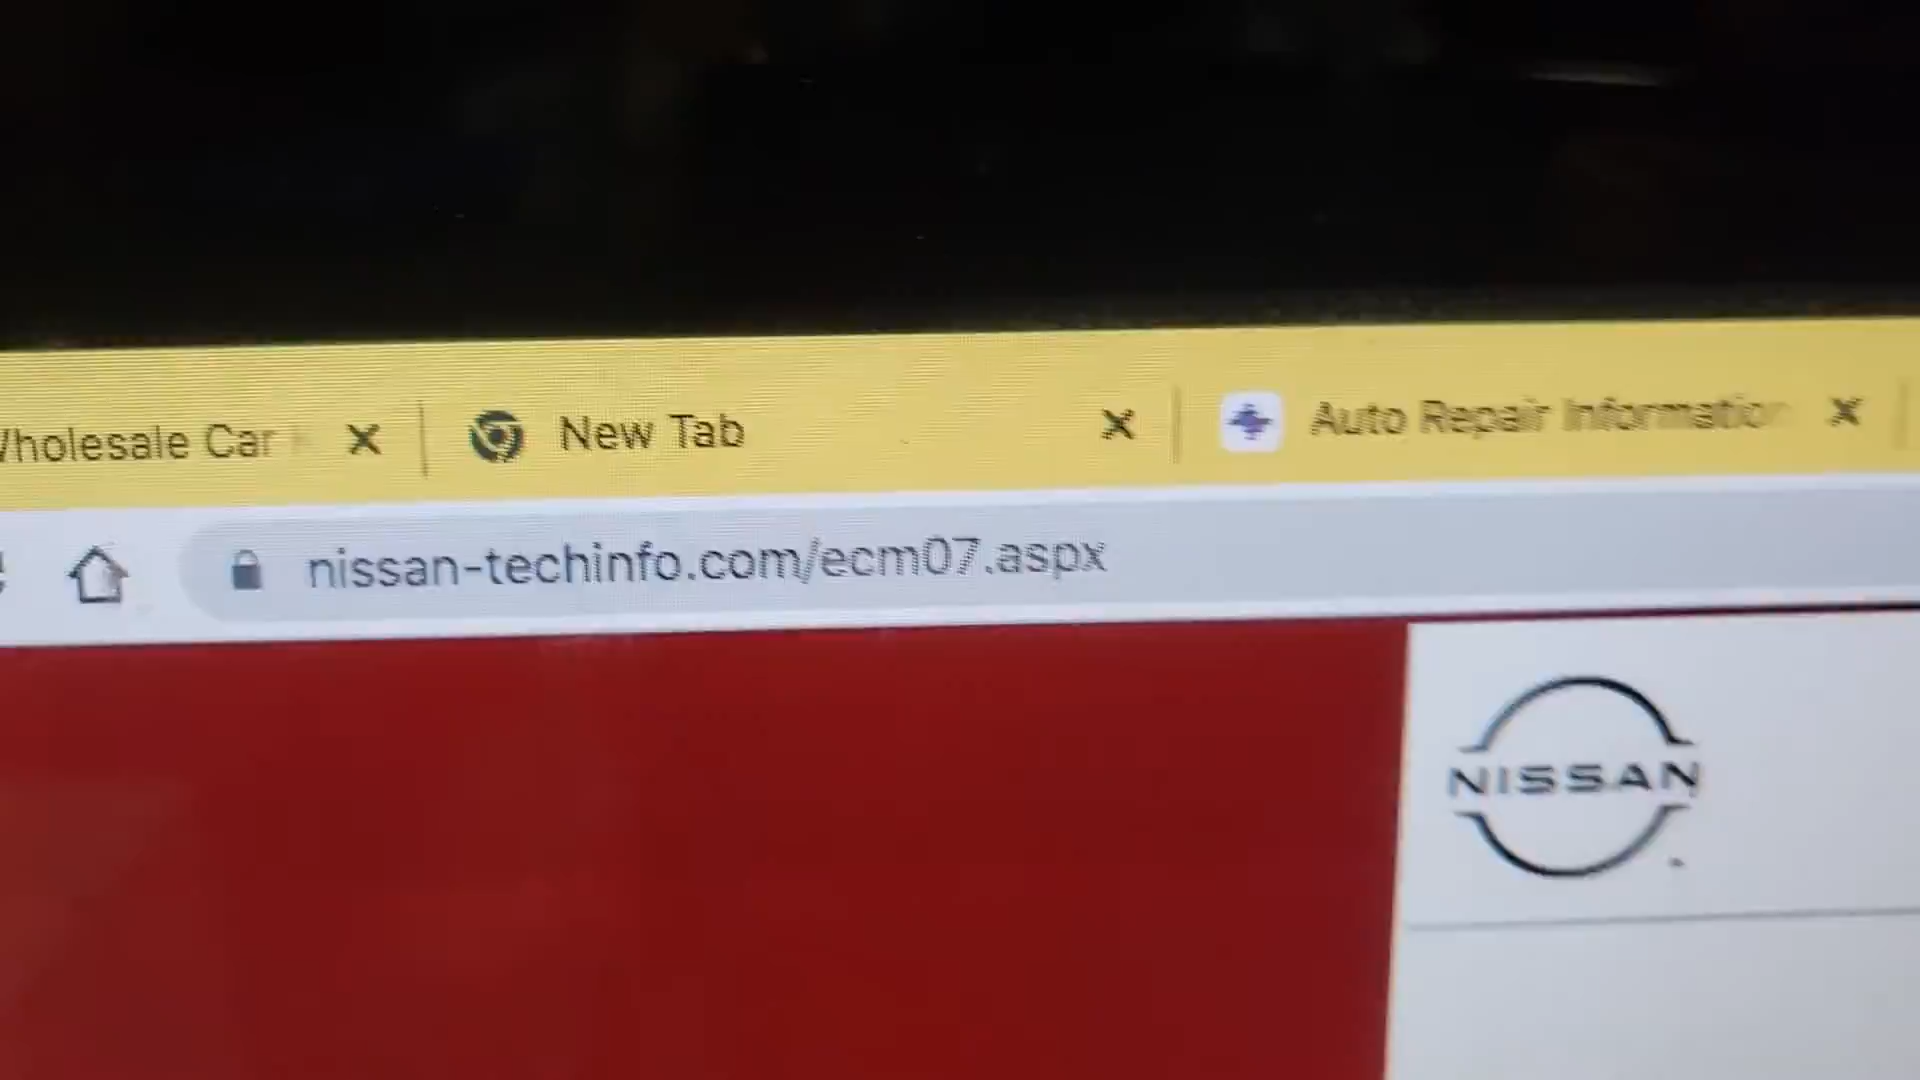 Wholesale Car
New Tab
Auto Repair Information
nissan-techinfo.com/ecm07.aspx
NISSAN